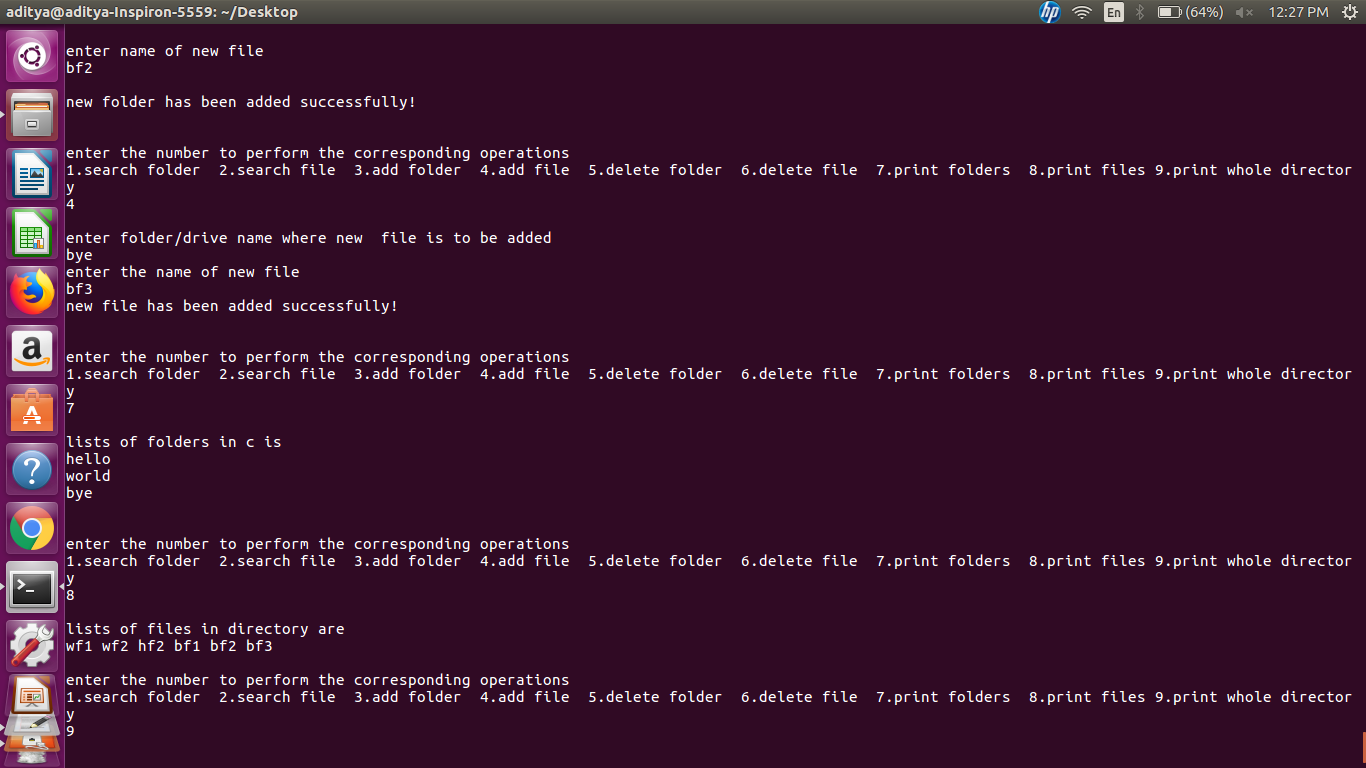 aditya@aditya-Inspiron-5559: ~/Desktop
hp En (64%) 12:27 PM
enter name of new file
bf2
new folder has been added successfully!
enter the number to perform the corresponding operations
1.search folder  2.search file  3.add folder  4.add file  5.delete folder  6.delete file  7.print folders  8.print files 9.print whole director
y
4
enter folder/drive name where new  file is to be added
bye
enter the name of new file
bf3
new file has been added successfully!
enter the number to perform the corresponding operations
1.search folder  2.search file  3.add folder  4.add file  5.delete folder  6.delete file  7.print folders  8.print files 9.print whole director
y
7
lists of folders in c is
hello
world
bye
enter the number to perform the corresponding operations
1.search folder  2.search file  3.add folder  4.add file  5.delete folder  6.delete file  7.print folders  8.print files 9.print whole director
y
8
lists of files in directory are
wf1 wf2 hf2 bf1 bf2 bf3
enter the number to perform the corresponding operations
1.search folder  2.search file  3.add folder  4.add file  5.delete folder  6.delete file  7.print folders  8.print files 9.print whole director
y
9